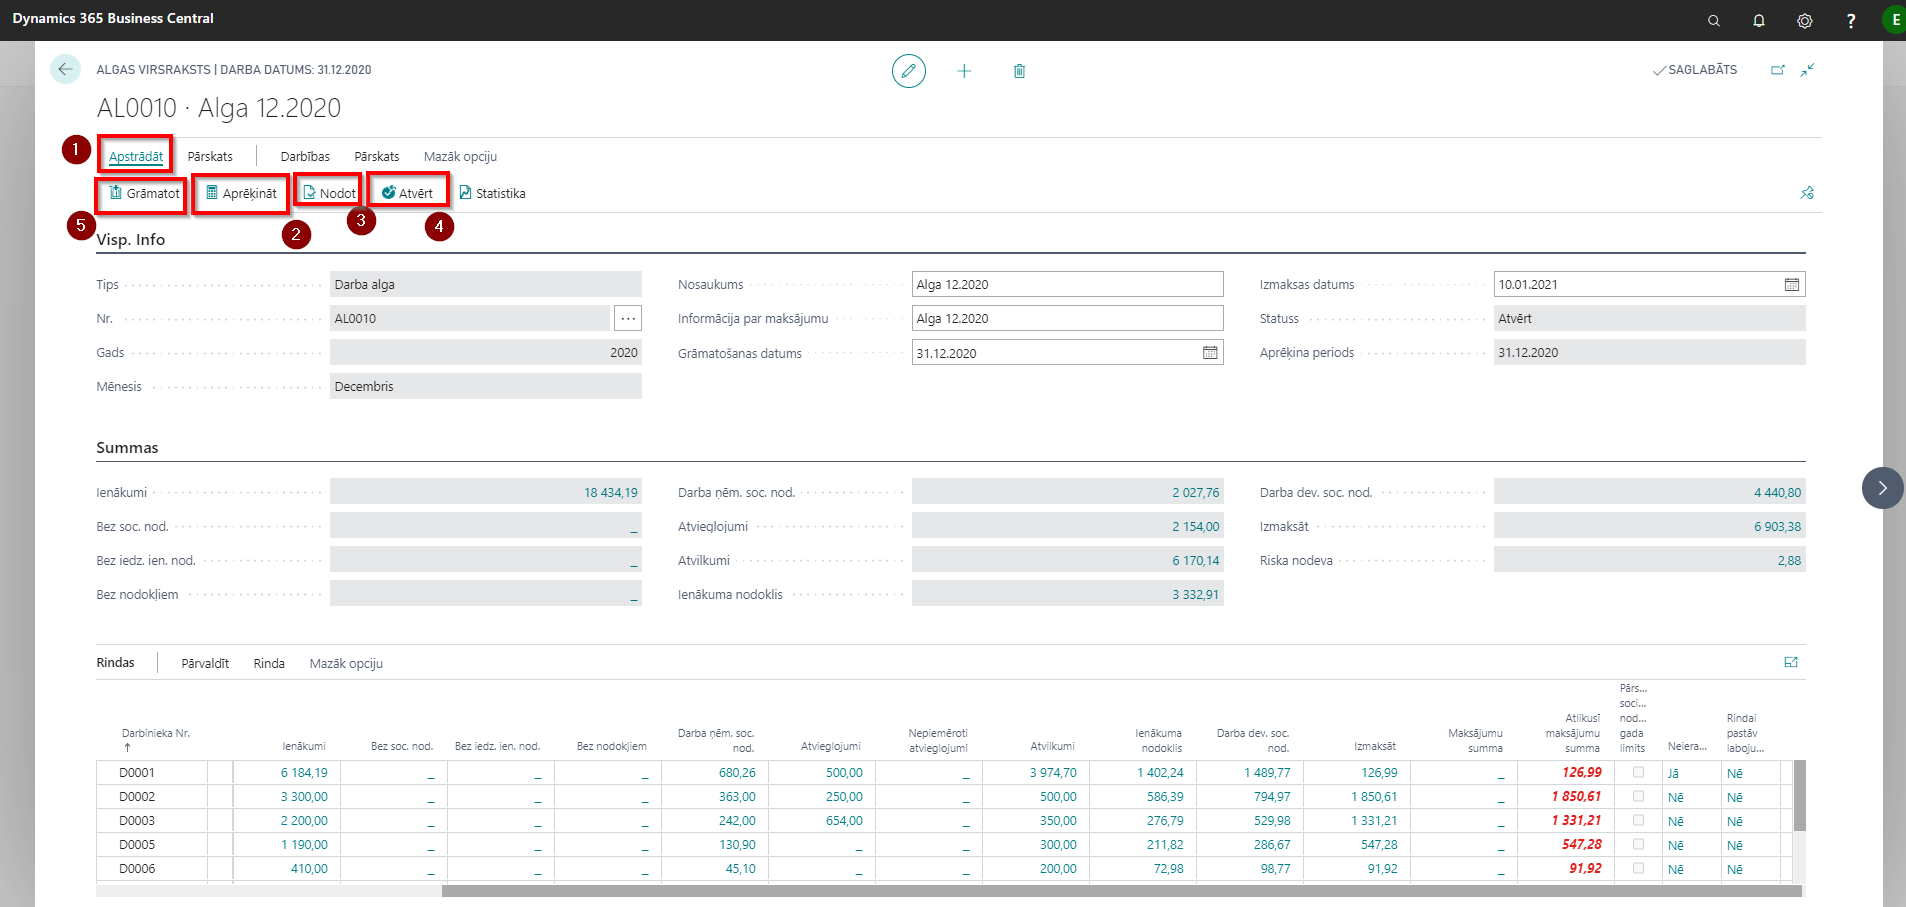 Dynamics 365 Business Central
?
E
ALGAS VIRSRAKSTS | DARBA DATUMS: 31.12.2020
SAGLABĀTS
AL0010 · Alga 12.2020
1
Apstrādāt Pārskats Darbības Pārskats Mazāk opciju
Grāmatot Aprēķināt Nodot Atvērt Statistika
5 2 3 4
Visp. Info
Tips Darba alga Nosaukums Alga 12.2020 Izmaksas datums 10.01.2021
Nr. AL0010 ... Informācija par maksājumu Alga 12.2020 Statuss Atvērt
Gads 2020 Grāmatošanas datums 31.12.2020 Aprēķina periods 31.12.2020
Mēnesis Decembris
Summas
Ienākumi 18 434,19 Darba ņēm. soc. nod. 2 027,76 Darba dev. soc. nod. 4 440,80
Bez soc. nod. _ Atvieglojumi 2 154,00 Izmaksāt 6 903,38
Bez iedz. ien. nod. _ Atvilkumi 6 170,14 Riska nodeva 2,88
Bez nodokļiem _ Ienākuma nodoklis 3 332,91
Rindas Pārvaldīt Rinda Mazāk opciju
Darbinieka Nr. ↑ Ienākumi Bez soc. nod. Bez iedz. ien. nod. Bez nodokļiem Darba ņēm. soc. nod. Atvieglojumi Nepiemēroti atvieglojumi Atvilkumi Ienākuma nodoklis Darba dev. soc. nod. Izmaksāt Maksājumu summa Atlikusī maksājumu summa Pārs... soci... nod... gada limits Neiera... Rindai pastāv laboju...
D0001 6 184,19 _ _ _ 680,26 500,00 _ 3 974,70 1 402,24 1 489,77 126,99 _ 126,99 Jā Nē
D0002 3 300,00 _ _ _ 363,00 250,00 _ 500,00 586,39 794,97 1 850,61 _ 1 850,61 Nē Nē
D0003 2 200,00 _ _ _ 242,00 654,00 _ 350,00 276,79 529,98 1 331,21 _ 1 331,21 Nē Nē
D0005 1 190,00 _ _ _ 130,90 _ _ 300,00 211,82 286,67 547,28 _ 547,28 Nē Nē
D0006 410,00 _ _ _ 45,10 _ _ 200,00 72,98 98,77 91,92 _ 91,92 Nē Nē